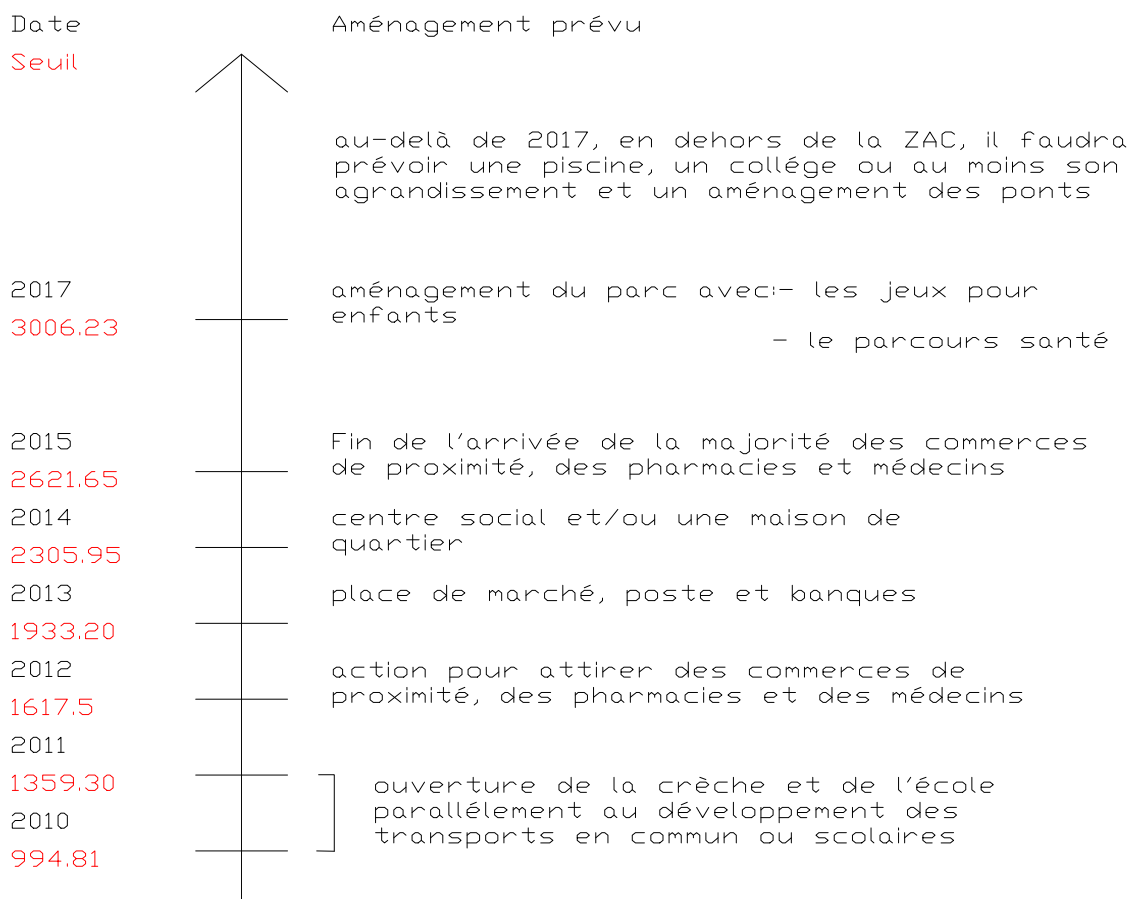 Date Aménagement prévu
Seuil
au-delà de 2017, en dehors de la ZAC, il faudra
prévoir une piscine, un collége ou au moins son
agrandissement et un aménagement des ponts
2017 aménagement du parc avec:- les jeux pour
enfants
3006.23
- le parcours santé
2015 Fin de l'arrivée de la majorité des commerces
de proximité, des pharmacies et médecins
2621.65
2014 centre social et/ou une maison de
quartier
2305.95
2013 place de marché, poste et banques
1933.20
2012 action pour attirer des commerces de
proximité, des pharmacies et des médecins
1617.5
2011
1359.30 ouverture de la crèche et de l'école
parallélement au développement des
2010
transports en commun ou scolaires
994.81